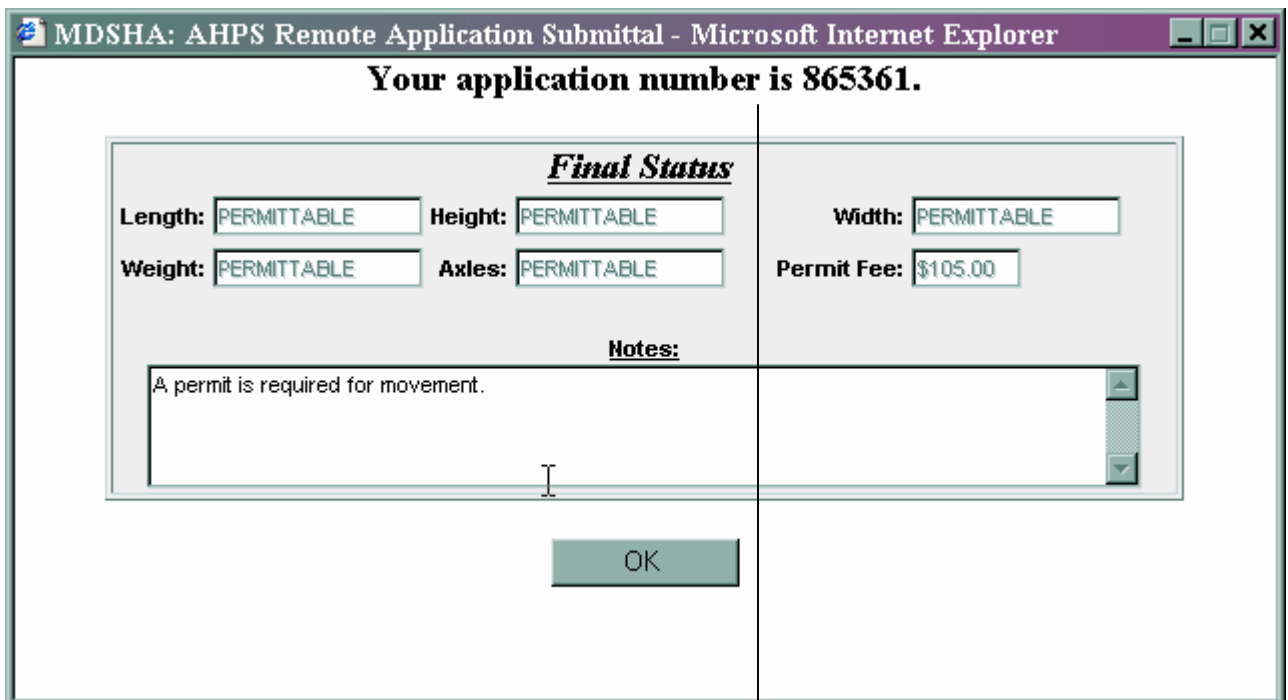 MDSHA: AHPS Remote Application Submittal - Microsoft Internet Explorer
Your application number is 865361.
Final Status
Length: PERMITTABLE Height: PERMITTABLE Width: PERMITTABLE
Weight: PERMITTABLE Axles: PERMITTABLE Permit Fee: $105.00
Notes:
A permit is required for movement.
OK